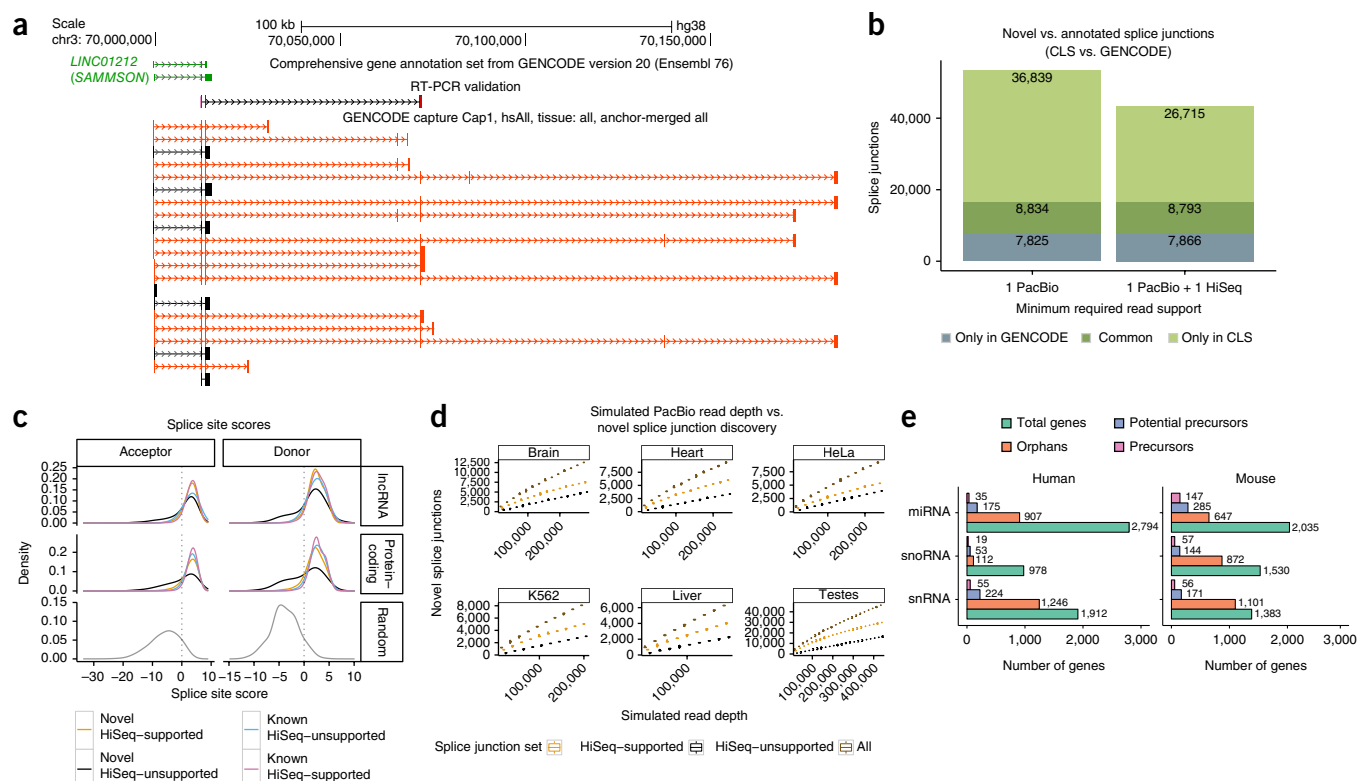 a
Scale
chr3: 70,000,000
100 kb
hg38
70,050,000
70,100,000
70,150,000
LINC01212
(SAMMSON)
Comprehensive gene annotation set from GENCODE version 20 (Ensembl 76)
RT-PCR validation
GENCODE capture Cap1, hsAll, tissue: all, anchor-merged all
b
Novel vs. annotated splice junctions
(CLS vs. GENCODE)
Splice junctions
40,000
20,000
0
36,839
8,834
7,825
26,715
8,793
7,866
1 PacBio
1 PacBio + 1 HiSeq
Minimum required read support
Only in GENCODE
Common
Only in CLS
c
Splice site scores
Acceptor
Donor
Density
0.25
0.20
0.15
0.10
0.05
0.00
lncRNA
0.2
0.1
0.0
Protein–
coding
0.15
0.10
0.05
0.00
Random
−30 −20 −10 0 10
−15 −10 −5 0 5 10
Splice site score
Novel
HiSeq−supported
Known
HiSeq−unsupported
Novel
HiSeq−unsupported
Known
HiSeq−supported
d
Simulated PacBio read depth vs.
novel splice junction discovery
Novel splice junctions
Brain
12,500
10,000
7,500
5,000
2,500
0
100,000
200,000
Heart
7,500
5,000
2,500
0
100,000
200,000
HeLa
7,500
5,000
2,500
0
100,000
200,000
K562
8,000
6,000
4,000
2,000
0
100,000
200,000
Liver
6,000
4,000
2,000
0
100,000
Testes
40,000
30,000
20,000
10,000
0
100,000
200,000
300,000
400,000
Simulated read depth
Splice junction set
HiSeq−supported
HiSeq−unsupported
All
e
Total genes
Potential precursors
Orphans
Precursors
Human
Mouse
miRNA
35
175
907
2,794
147
285
647
2,035
snoRNA
19
53
112
978
57
144
872
1,530
snRNA
55
224
1,246
1,912
56
171
1,101
1,383
0 1,000 2,000 3,000
0 1,000 2,000 3,000
Number of genes
Number of genes